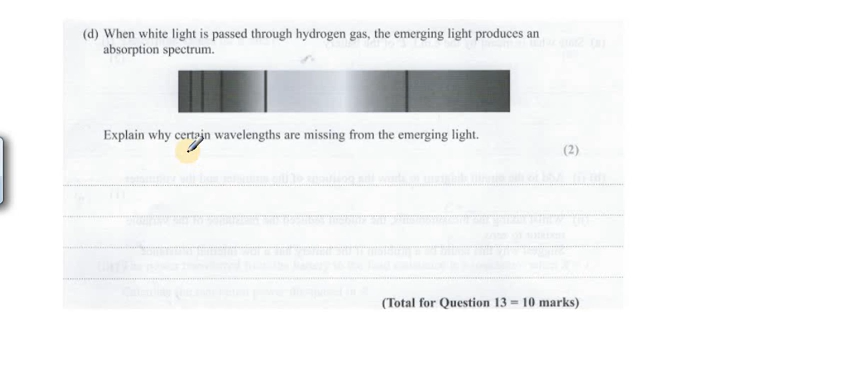 (d) When white light is passed through hydrogen gas, the emerging light produces an
absorption spectrum.
Explain why certain wavelengths are missing from the emerging light.
(2)
(Total for Question 13 = 10 marks)